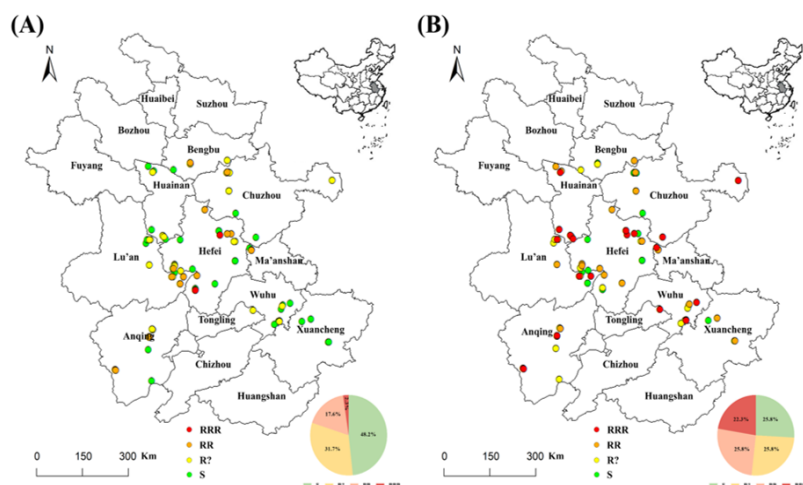 (A)
N
Huaibei
Suzhou
Bozhou
Fuyang
Bengbu
Huainan
Chuzhou
Lu'an
Hefei
Ma'anshan
Wuhu
Tongling
Xuancheng
Anqing
Chizhou
Huangshan
RRR
RR
R?
S
0 150 300 Km
17.6%
48.2%
31.7%
(B)
N
Huaibei
Suzhou
Bozhou
Fuyang
Bengbu
Huainan
Chuzhou
Lu'an
Hefei
Ma'anshan
Wuhu
Tongling
Xuancheng
Anqing
Chizhou
Huangshan
RRR
RR
R?
S
0 150 300 Km
25.8%
25.8%
25.8%